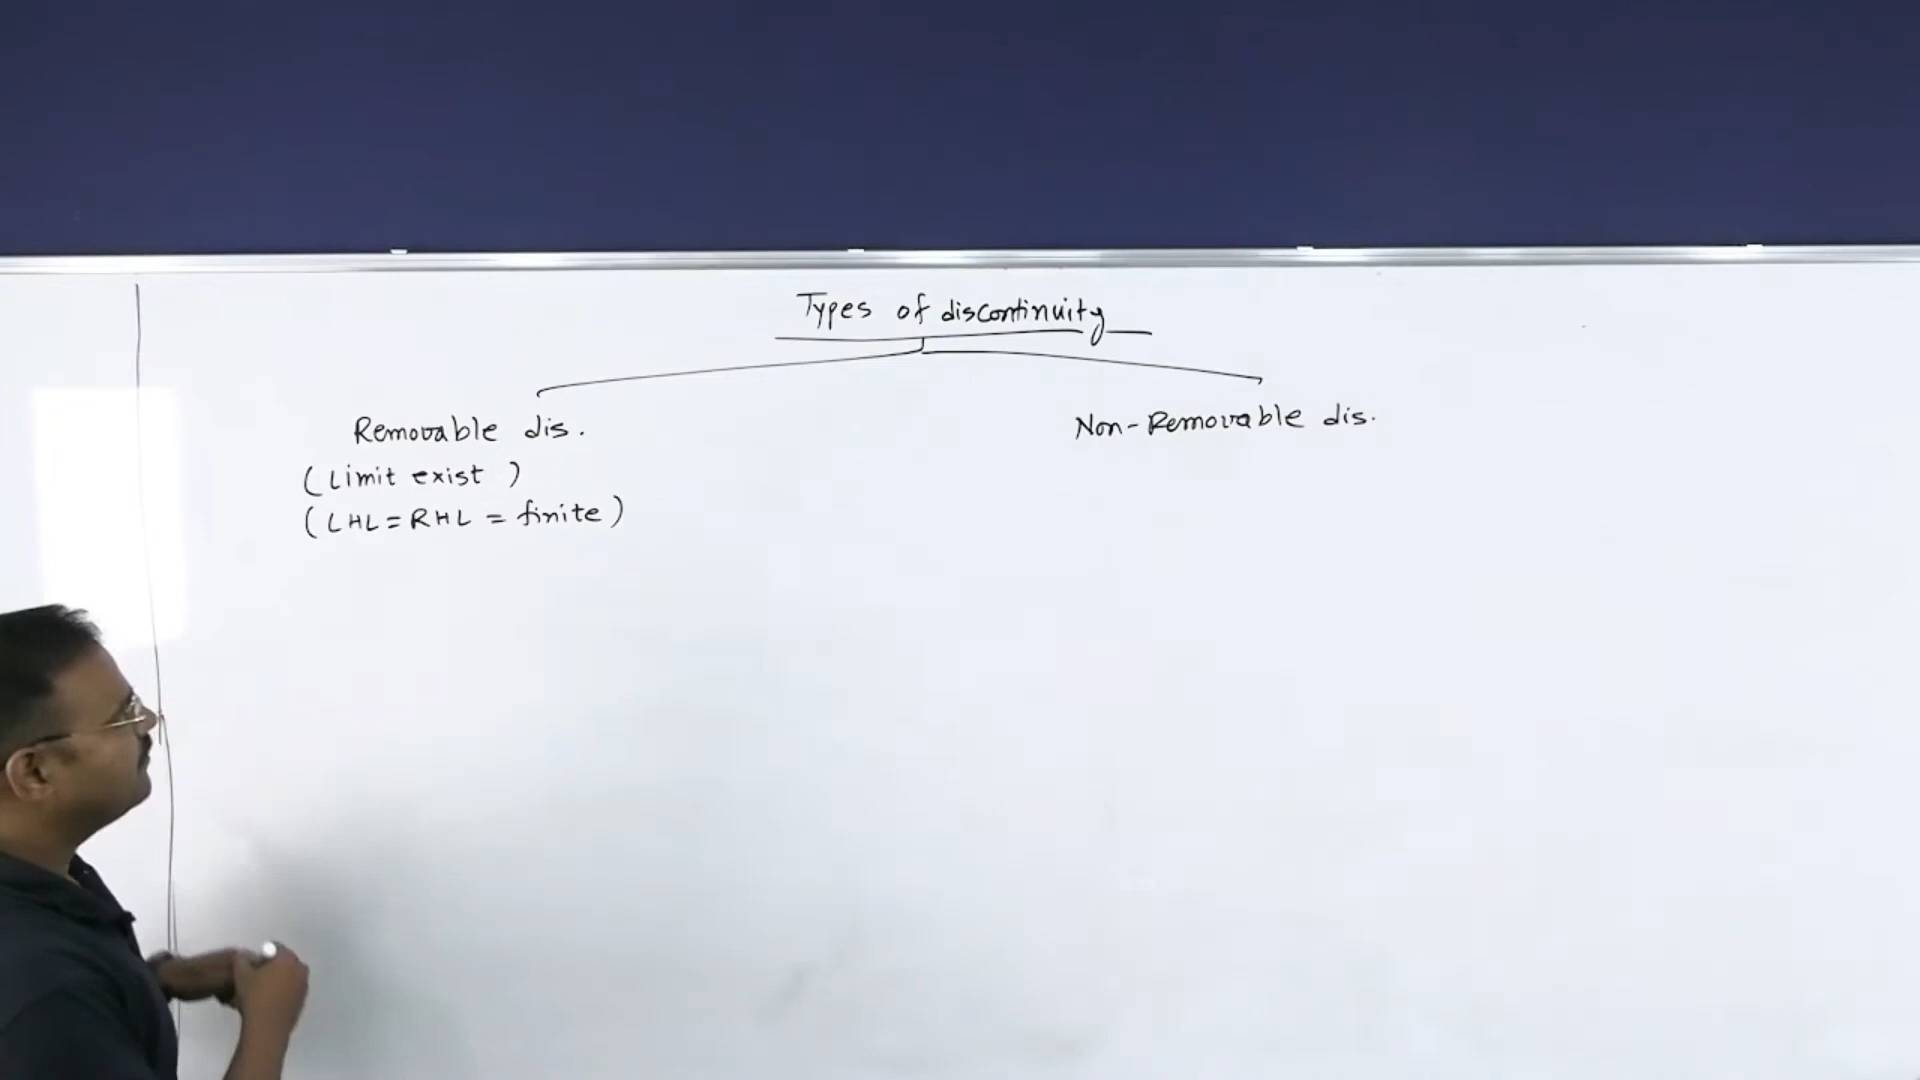 Types of discontinuity
Removable dis.
Non-Removable dis.
(Limit exist)
(LHL=RHL = finite)